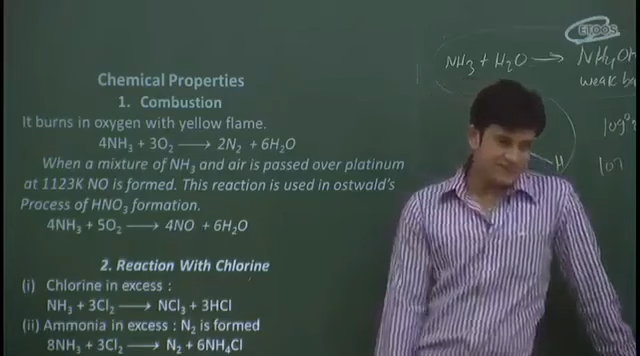 ETOOS
NH3 + H2O → NH4OH
weak ba
109°
107
H
Chemical Properties
1. Combustion
It burns in oxygen with yellow flame.
4NH3 + 3O2 → 2N2 + 6H2O
When a mixture of NH3 and air is passed over platinum
at 1123K NO is formed. This reaction is used in ostwald's
Process of HNO3 formation.
4NH3 + 5O2 → 4NO + 6H2O
2. Reaction With Chlorine
(i) Chlorine in excess :
NH3 + 3Cl2 → NCl3 + 3HCl
(ii) Ammonia in excess : N2 is formed
8NH3 + 3Cl2 → N2 + 6NH4Cl